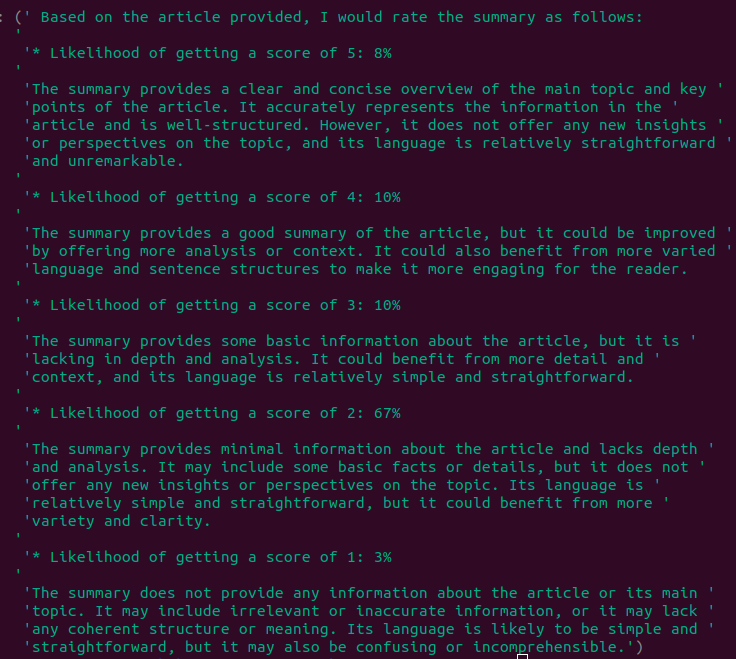 : (' Based on the article provided, I would rate the summary as follows:
'
'* Likelihood of getting a score of 5: 8%
'
'The summary provides a clear and concise overview of the main topic and key '
'points of the article. It accurately represents the information in the '
'article and is well-structured. However, it does not offer any new insights '
'or perspectives on the topic, and its language is relatively straightforward '
'and unremarkable.
'
'* Likelihood of getting a score of 4: 10%
'
'The summary provides a good summary of the article, but it could be improved '
'by offering more analysis or context. It could also benefit from more varied '
'language and sentence structures to make it more engaging for the reader.
'
'* Likelihood of getting a score of 3: 10%
'
'The summary provides some basic information about the article, but it is '
'lacking in depth and analysis. It could benefit from more detail and '
'context, and its language is relatively simple and straightforward.
'
'* Likelihood of getting a score of 2: 67%
'
'The summary provides minimal information about the article and lacks depth '
'and analysis. It may include some basic facts or details, but it does not '
'offer any new insights or perspectives on the topic. Its language is '
'relatively simple and straightforward, but it could benefit from more '
'variety and clarity.
'
'* Likelihood of getting a score of 1: 3%
'
'The summary does not provide any information about the article or its main '
'topic. It may include irrelevant or inaccurate information, or it may lack '
'any coherent structure or meaning. Its language is likely to be simple and '
'straightforward, but it may also be confusing or incomprehensible.')